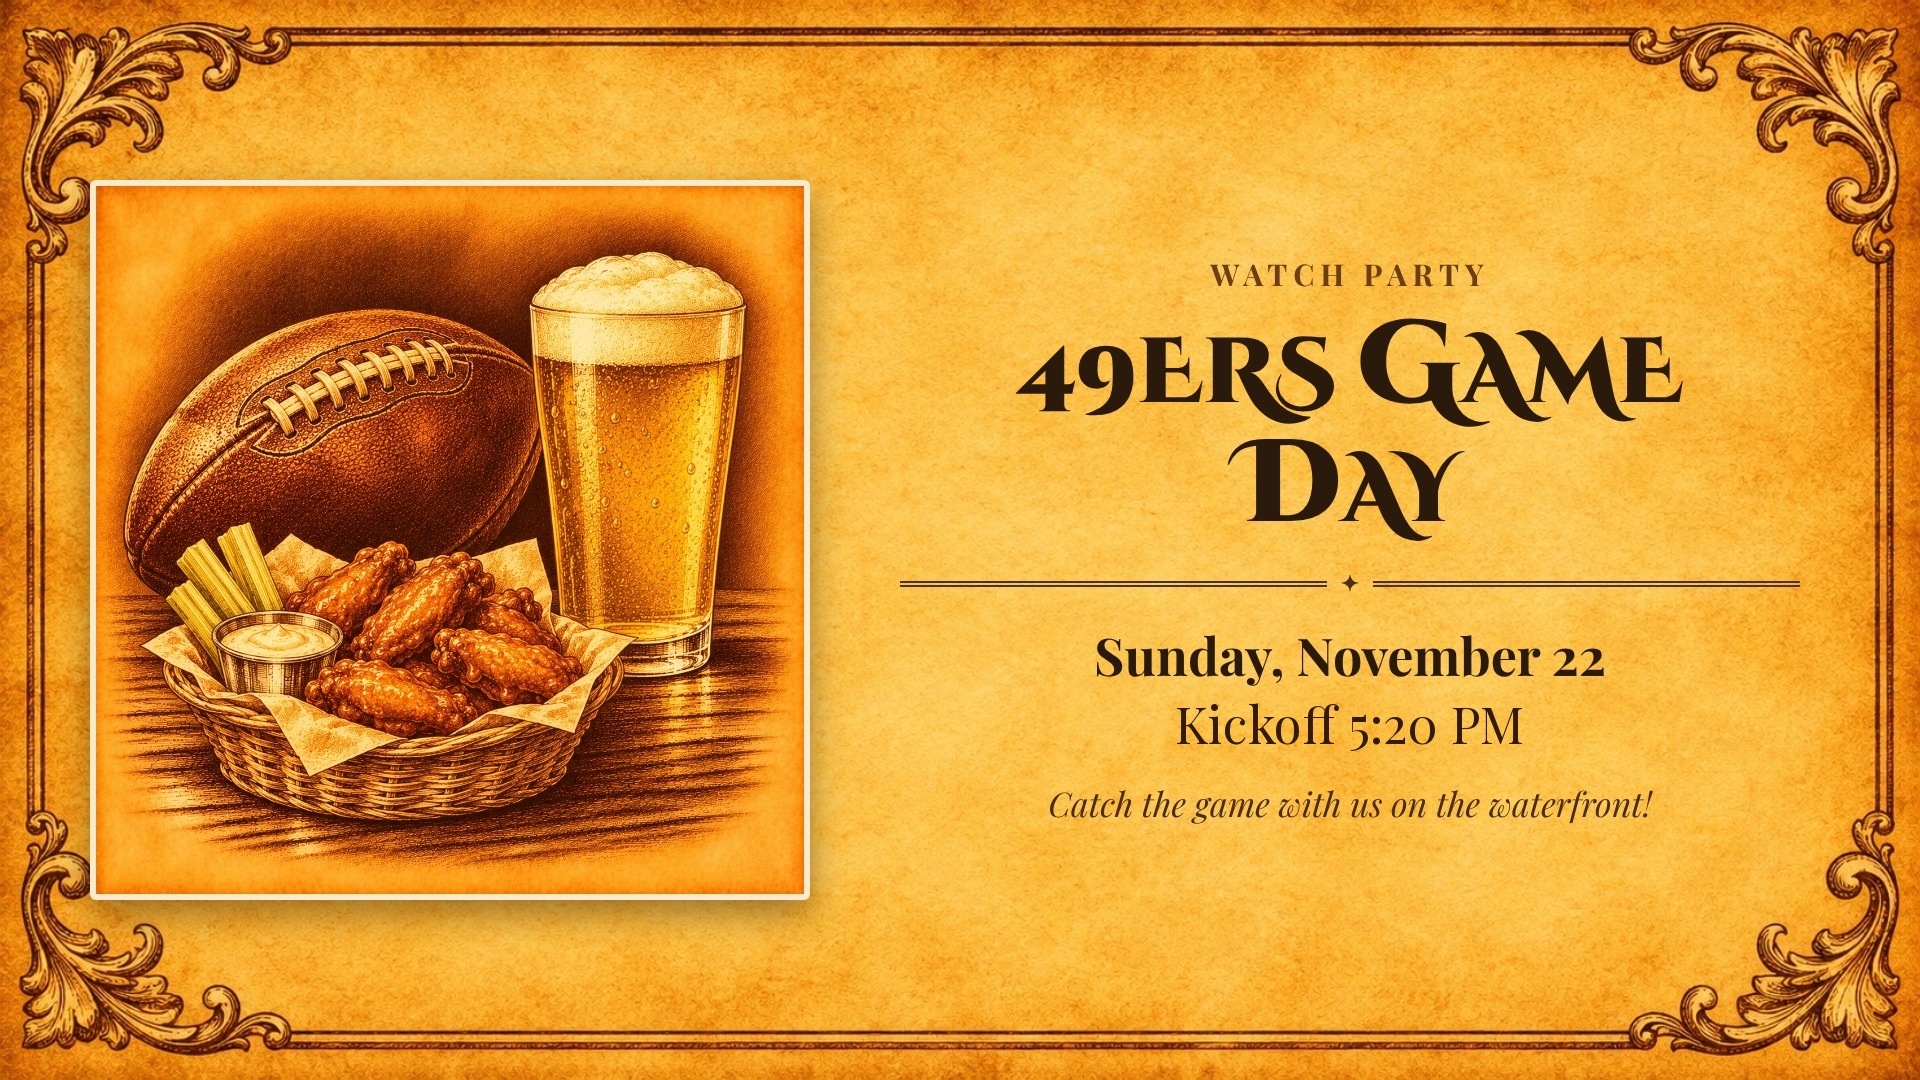 WATCH PARTY
49ERS GAME
DAY
Sunday, November 22
Kickoff 5:20 PM
Catch the game with us on the waterfront!